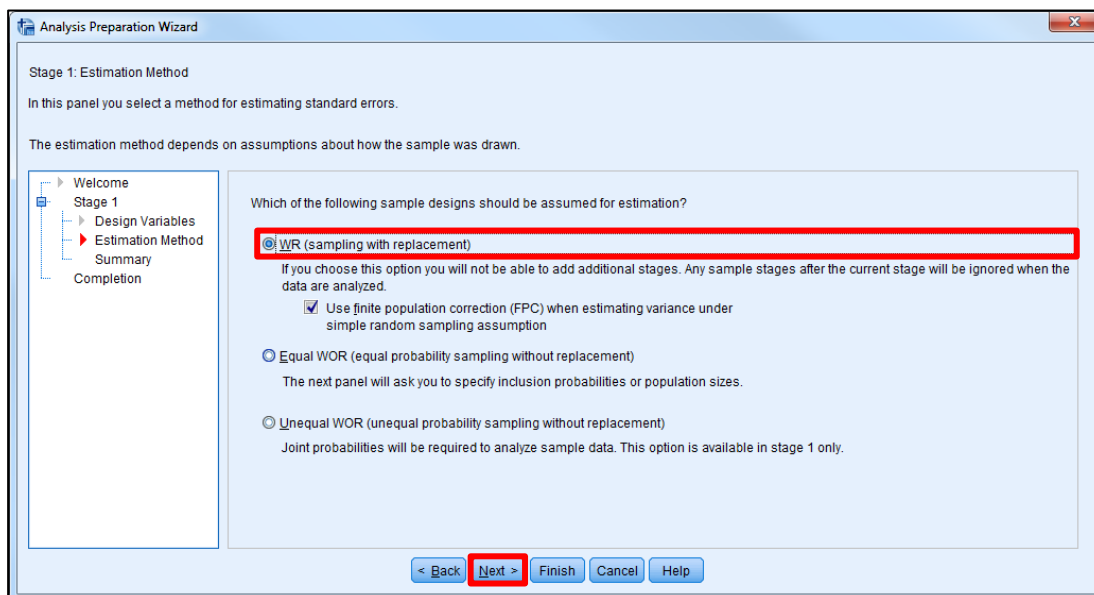 Analysis Preparation Wizard
Stage 1: Estimation Method
In this panel you select a method for estimating standard errors.
The estimation method depends on assumptions about how the sample was drawn.
Welcome
Stage 1
Design Variables
Estimation Method
Summary
Completion
Which of the following sample designs should be assumed for estimation?
WR (sampling with replacement)
If you choose this option you will not be able to add additional stages. Any sample stages after the current stage will be ignored when the
data are analyzed.
Use finite population correction (FPC) when estimating variance under
simple random sampling assumption
Equal WOR (equal probability sampling without replacement)
The next panel will ask you to specify inclusion probabilities or population sizes.
Unequal WOR (unequal probability sampling without replacement)
Joint probabilities will be required to analyze sample data. This option is available in stage 1 only.
< Back Next > Finish Cancel Help